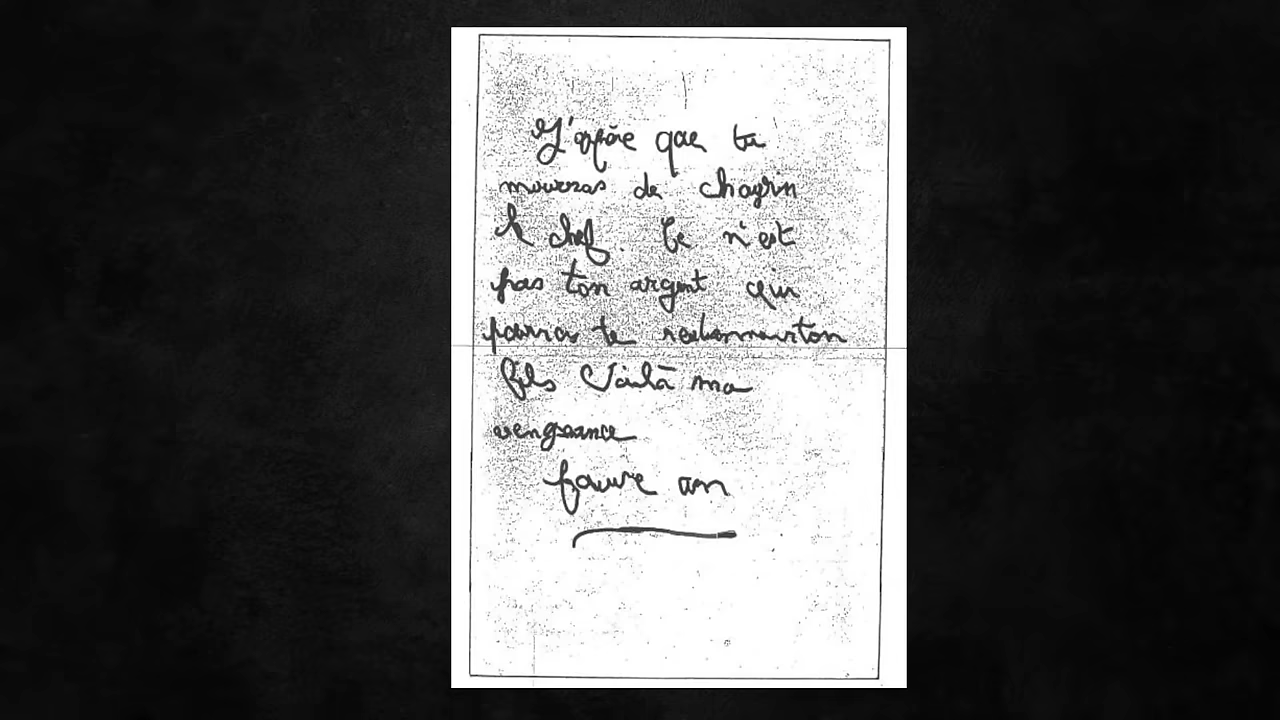 J'espère que tu
mourras de chagrin
le chef. Ce n'est
pas ton argent qui
pourra te redonner ton
fils Voilà ma
vengeance
pauvre con